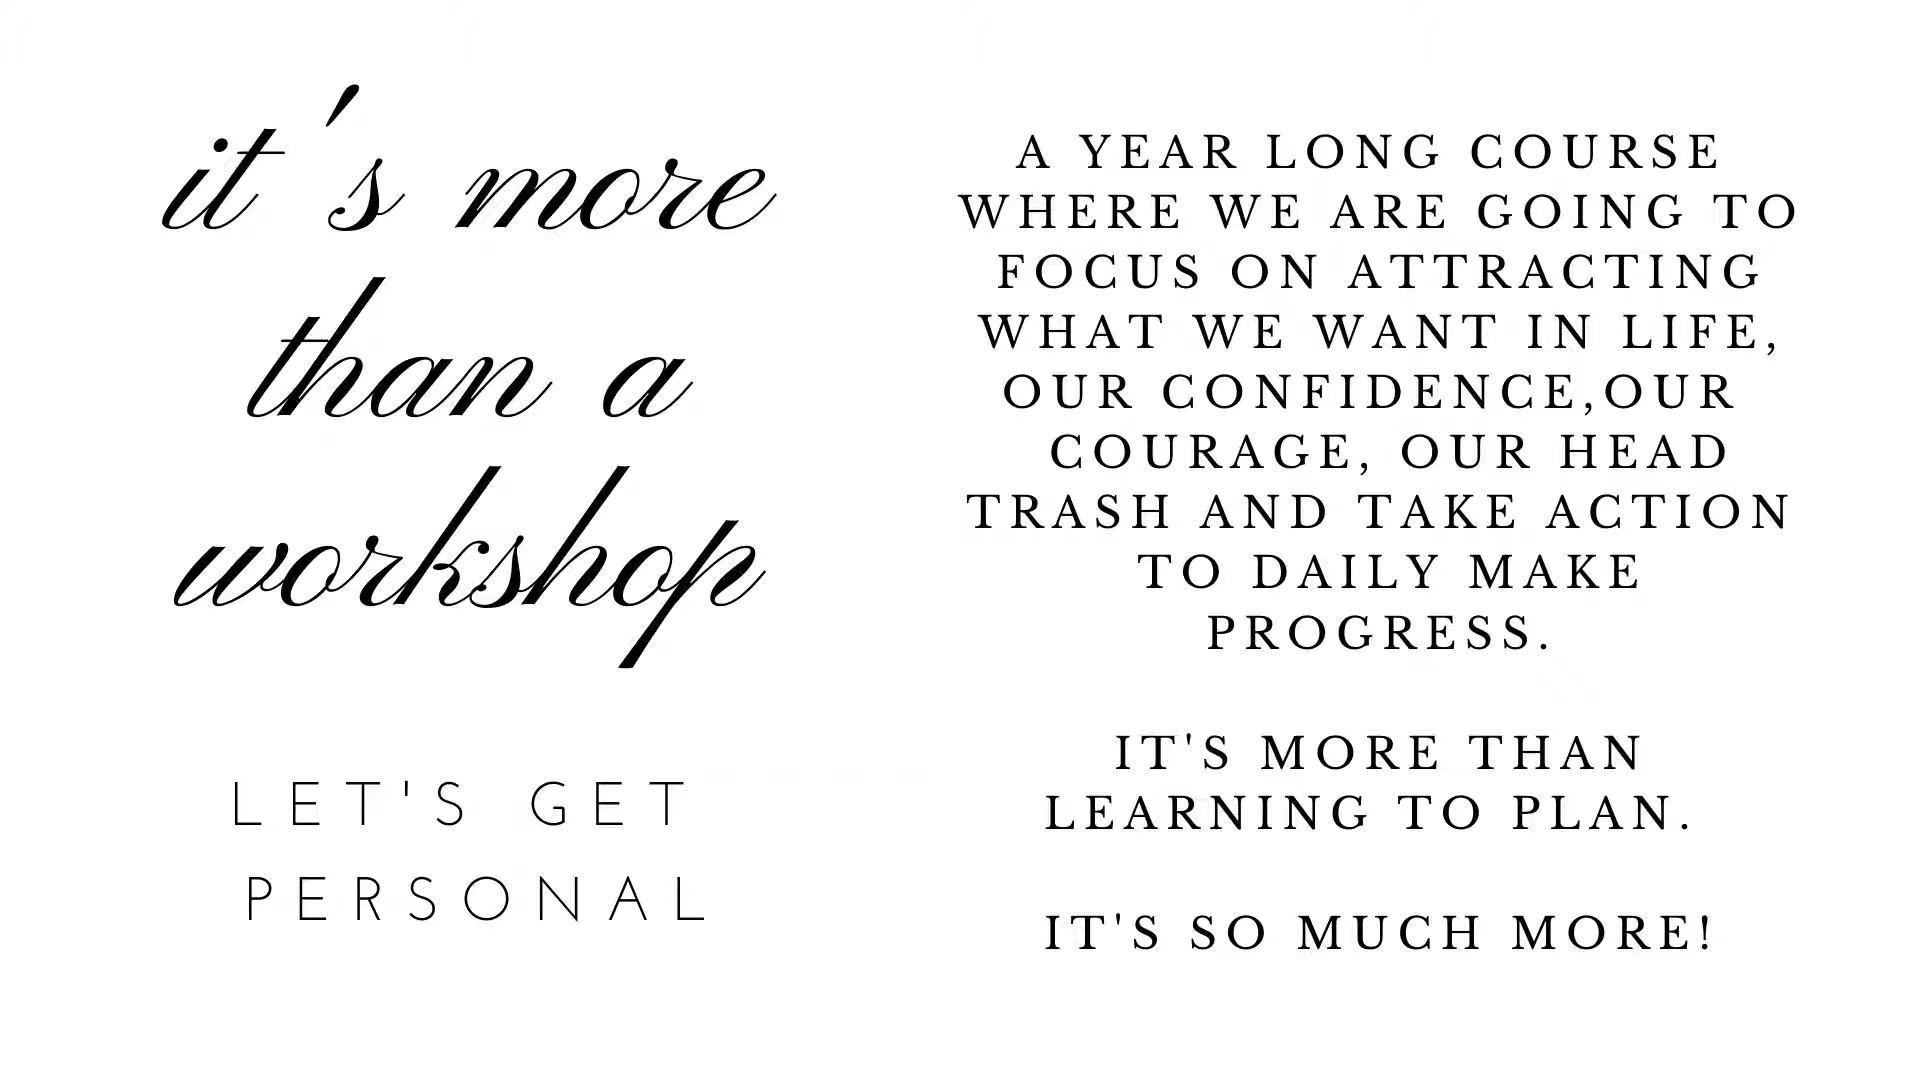 it's more
than a
workshop
LET'S GET
PERSONAL
A YEAR LONG COURSE
WHERE WE ARE GOING TO
FOCUS ON ATTRACTING
WHAT WE WANT IN LIFE,
OUR CONFIDENCE,OUR
COURAGE, OUR HEAD
TRASH AND TAKE ACTION
TO DAILY MAKE
PROGRESS.
IT'S MORE THAN
LEARNING TO PLAN.
IT'S SO MUCH MORE!